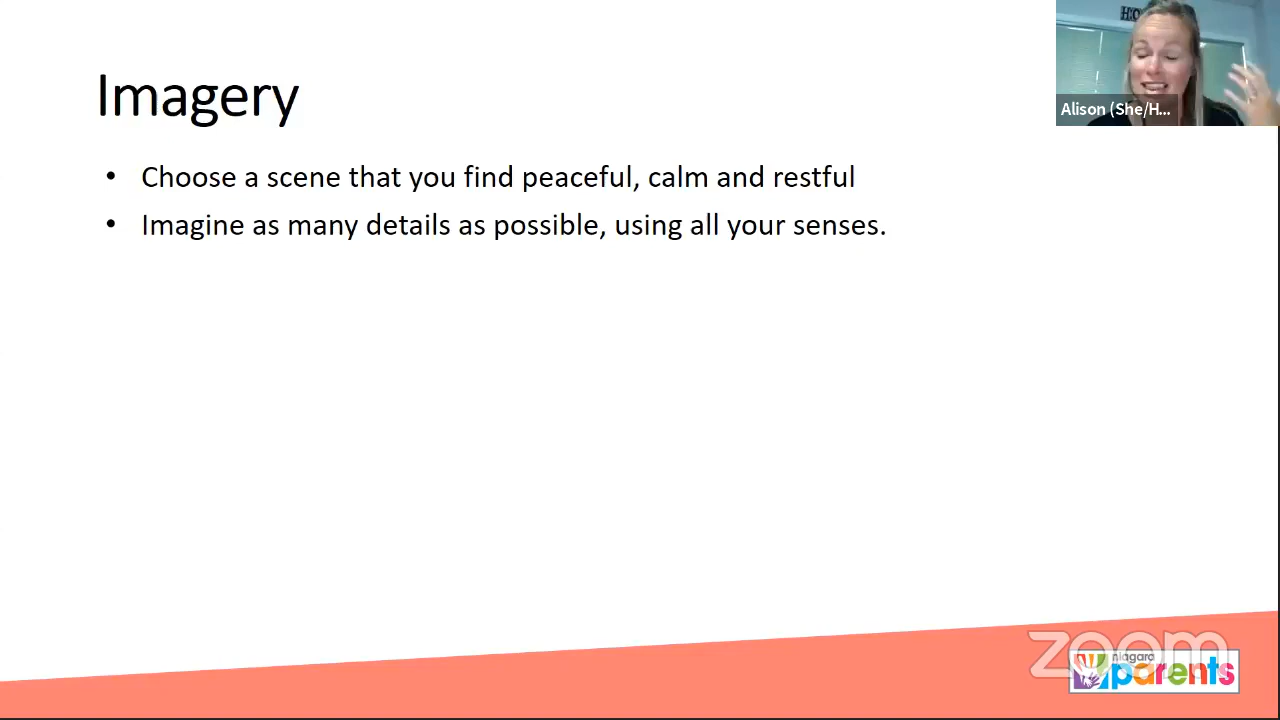 Imagery
• Choose a scene that you find peaceful, calm and restful
• Imagine as many details as possible, using all your senses.
Alison (She/H...
zoom
niagara
parents